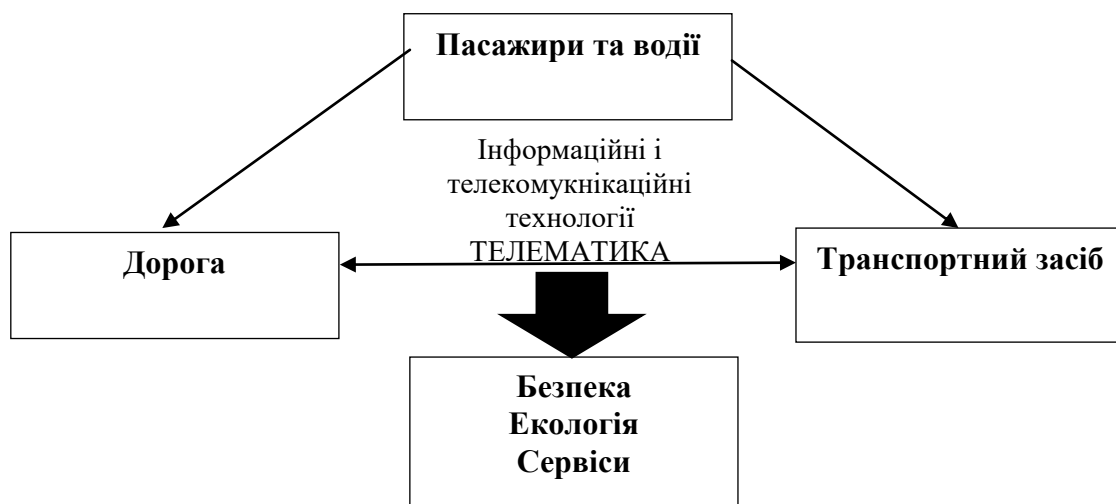 Пасажири та водії
Інформаційні і
телекомукнікаційні
технології
ТЕЛЕМАТИКА
Дорога
Транспортний засіб
Безпека
Екологія
Сервіси